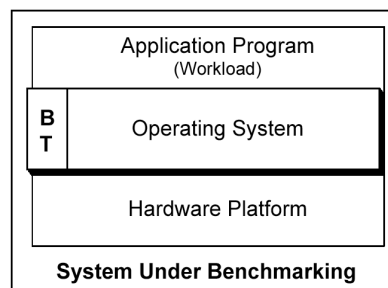 Application Program
(Workload)
B
T
Operating System
Hardware Platform
System Under Benchmarking